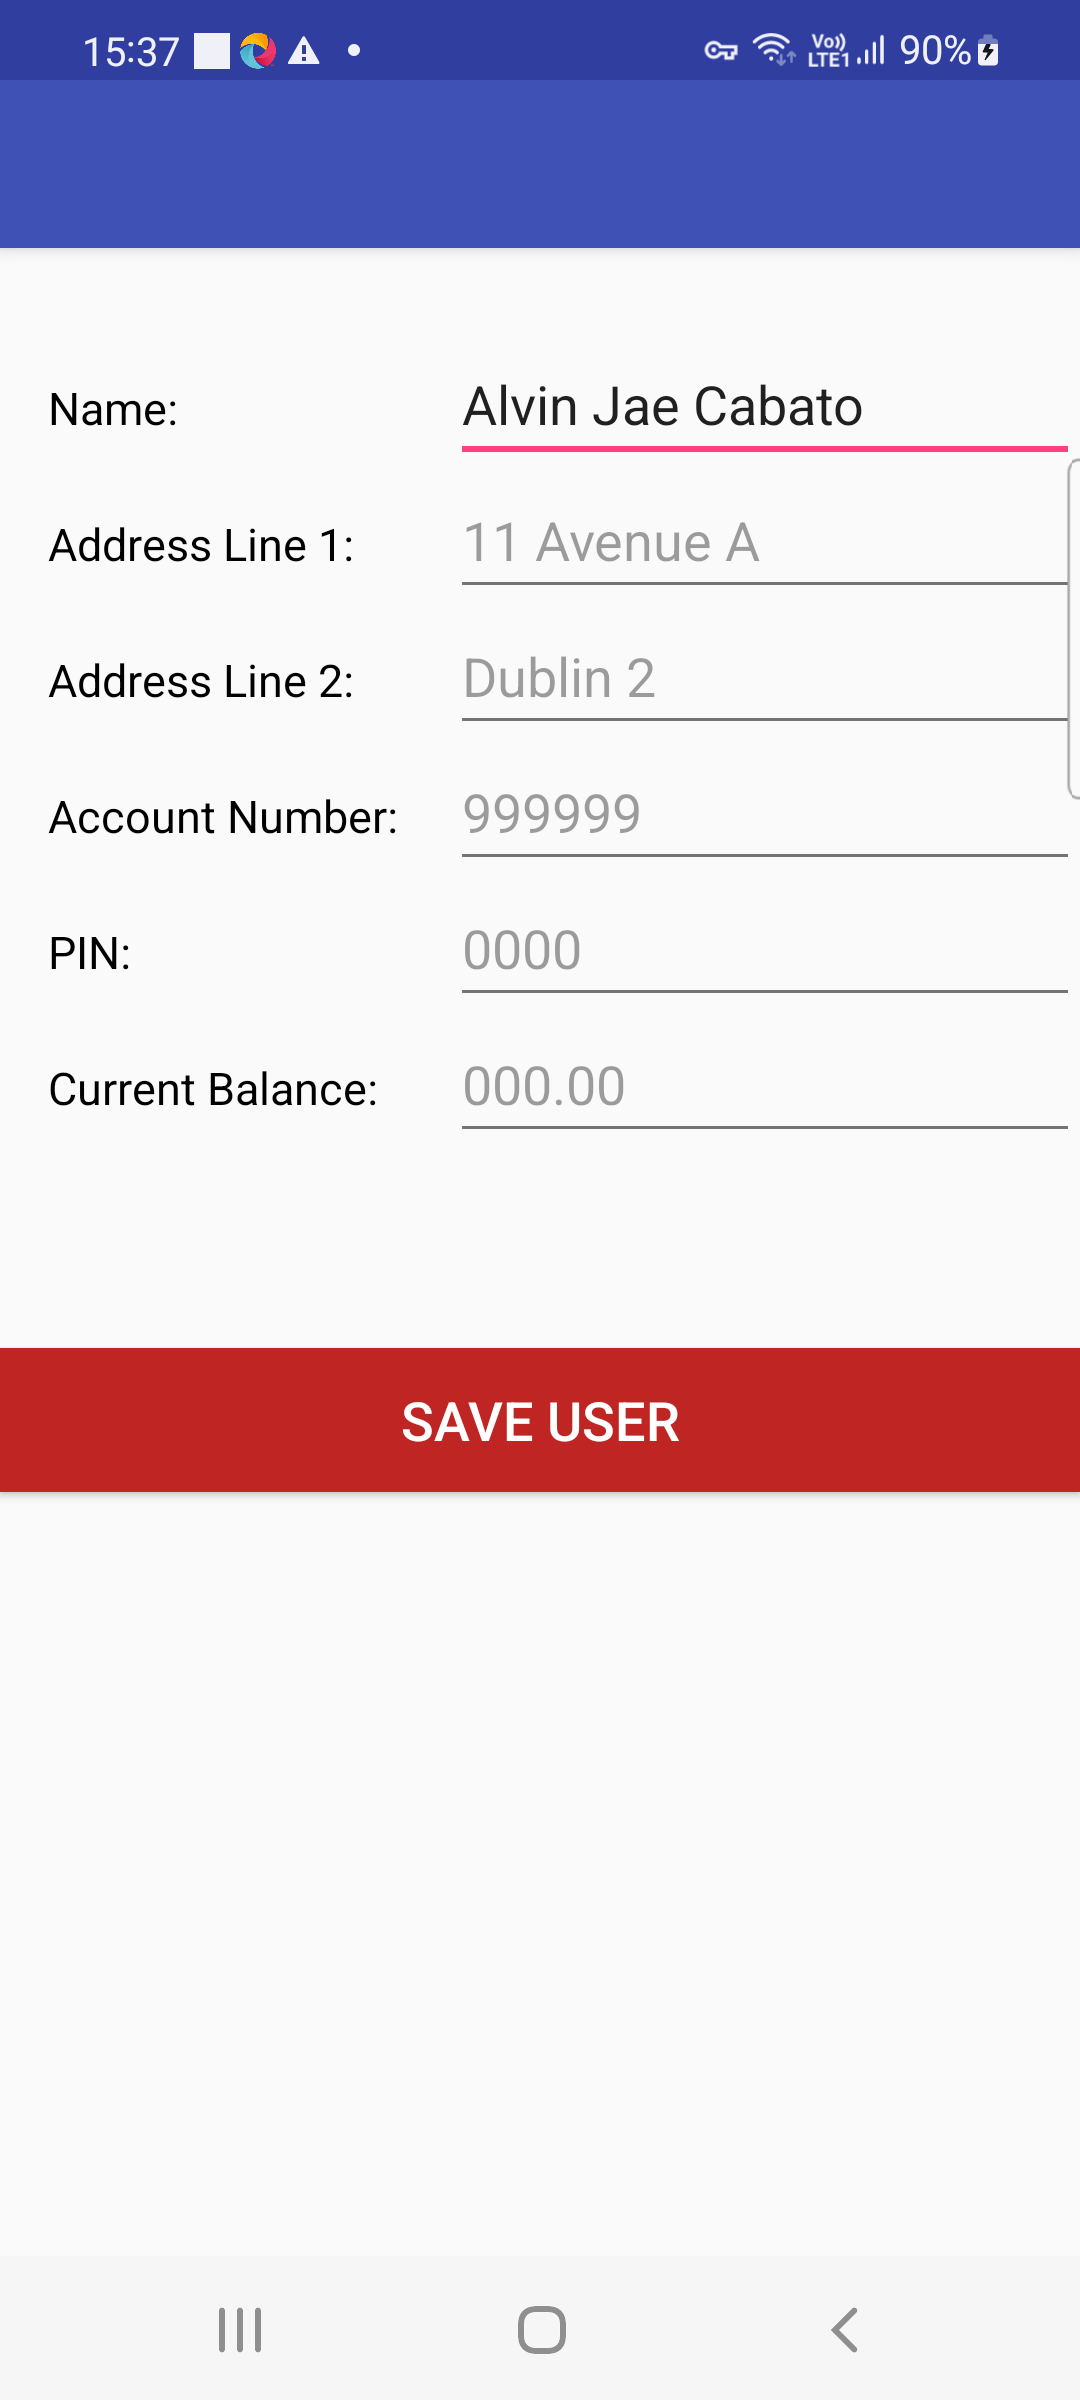 15:37 Vo)) LTE1 90%
Name: Alvin Jae Cabato
Address Line 1: 11 Avenue A
Address Line 2: Dublin 2
Account Number: 999999
PIN: 0000
Current Balance: 000.00
SAVE USER